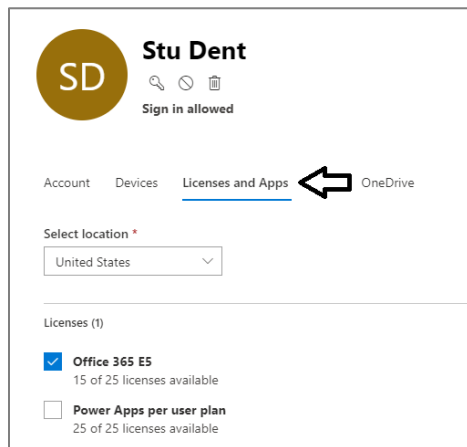 SD
Stu Dent
Sign in allowed
Account Devices Licenses and Apps OneDrive
Select location *
United States
Licenses (1)
Office 365 E5
15 of 25 licenses available
Power Apps per user plan
25 of 25 licenses available